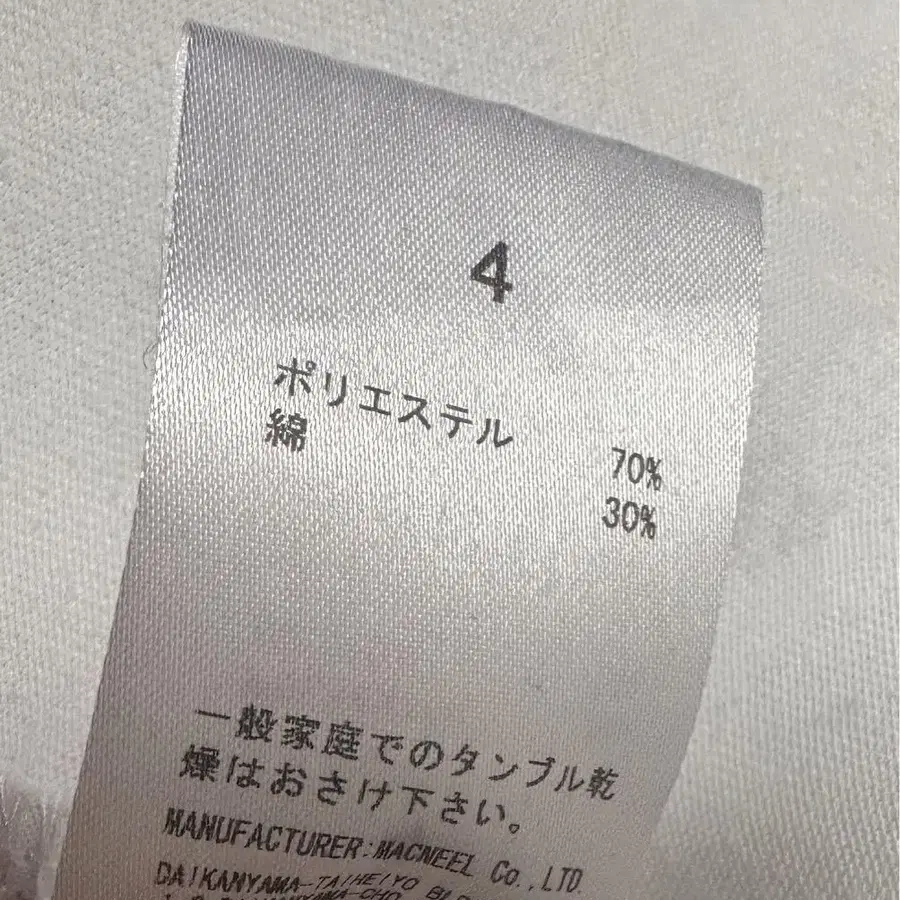 4
ポリエステル 70%
綿 30%
一般家庭でのタンブル乾
燥はおさけ下さい。
MANUFACTURER:MACNEEL Co.,LTD.
DAIKANYAMA-TAIHEIYO